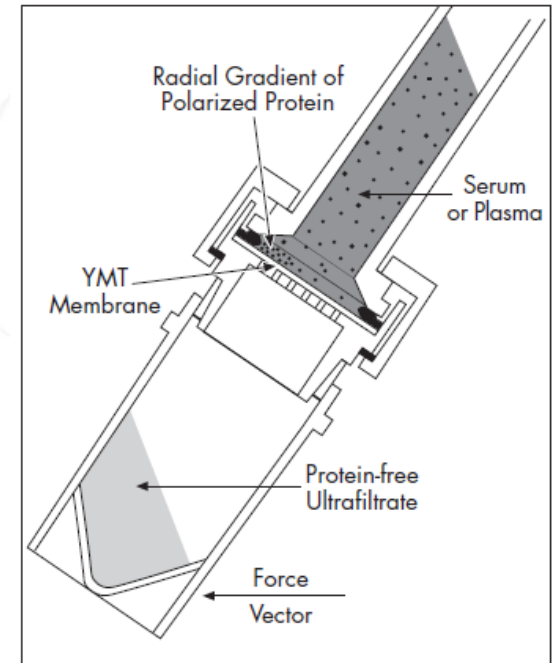 Radial Gradient of
Polarized Protein
Serum
or Plasma
YMT
Membrane
Protein-free
Ultrafiltrate
Force
Vector